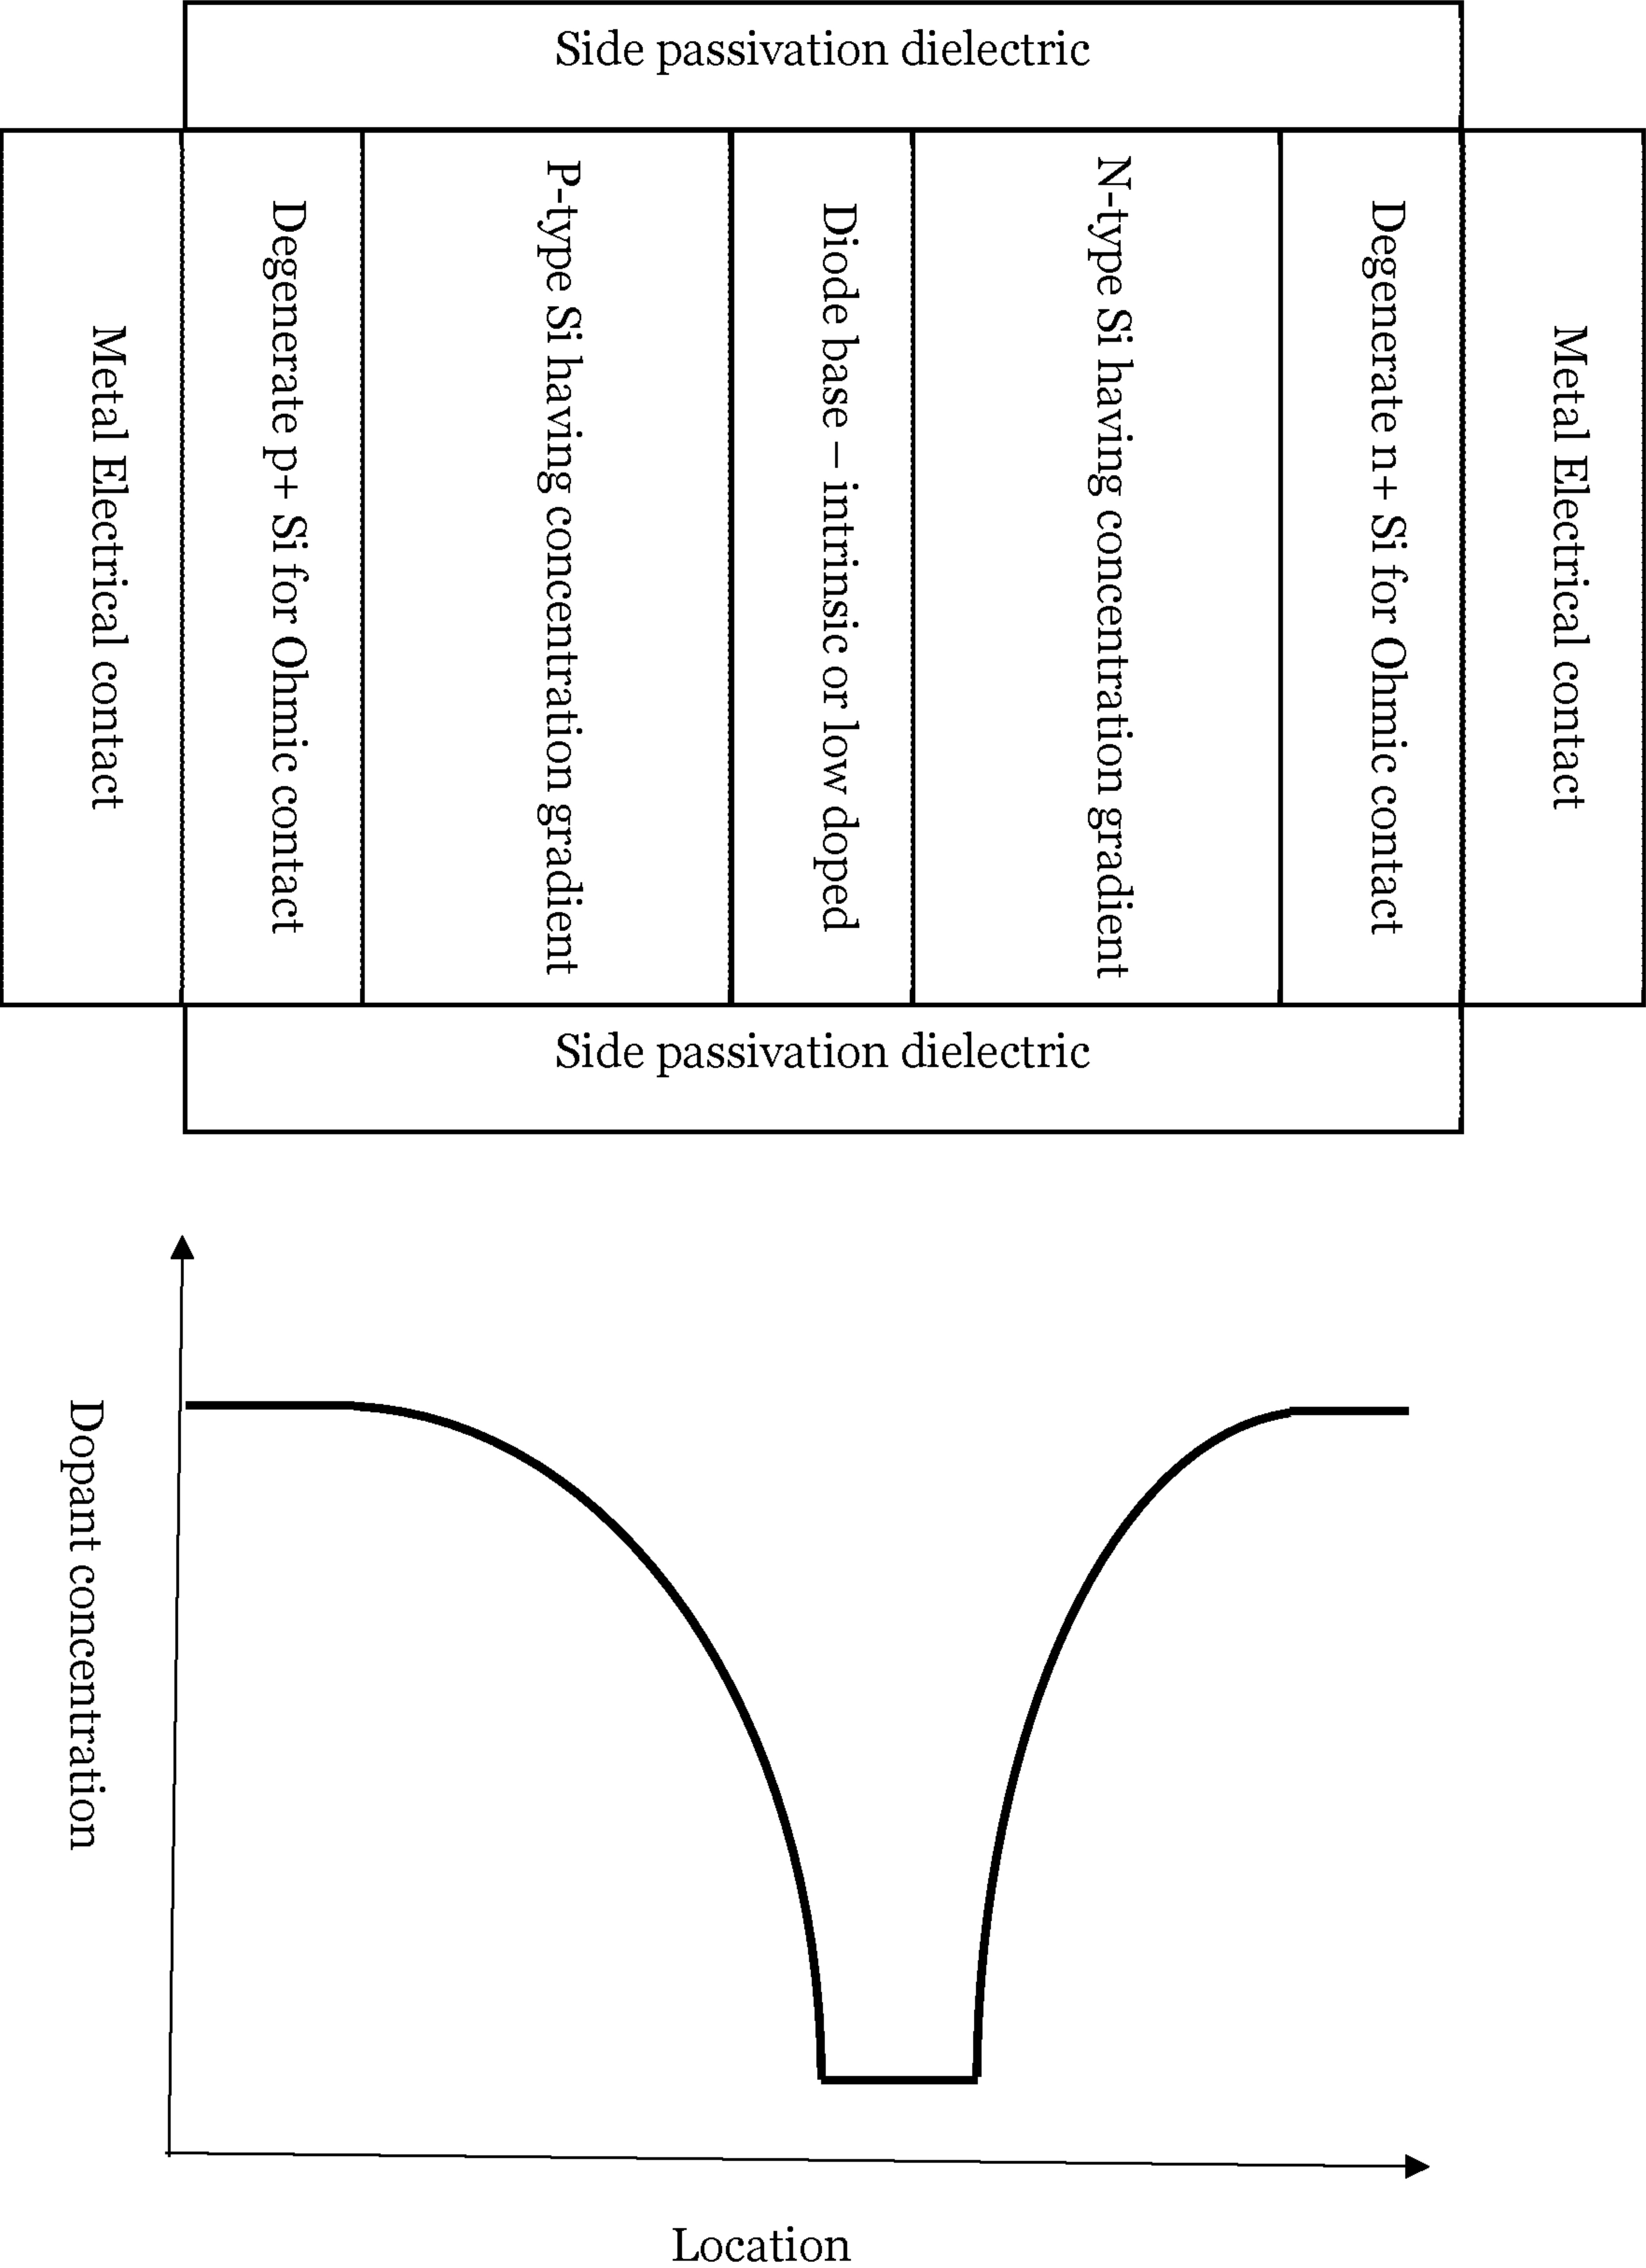 Side passivation dielectric
Metal Electrical contact
Degenerate p+ Si for Ohmic contact
P-type Si having concentration gradient
Diode base – intrinsic or low doped
N-type Si having concentration gradient
Degenerate n+ Si for Ohmic contact
Metal Electrical contact
Side passivation dielectric
Dopant concentration
Location